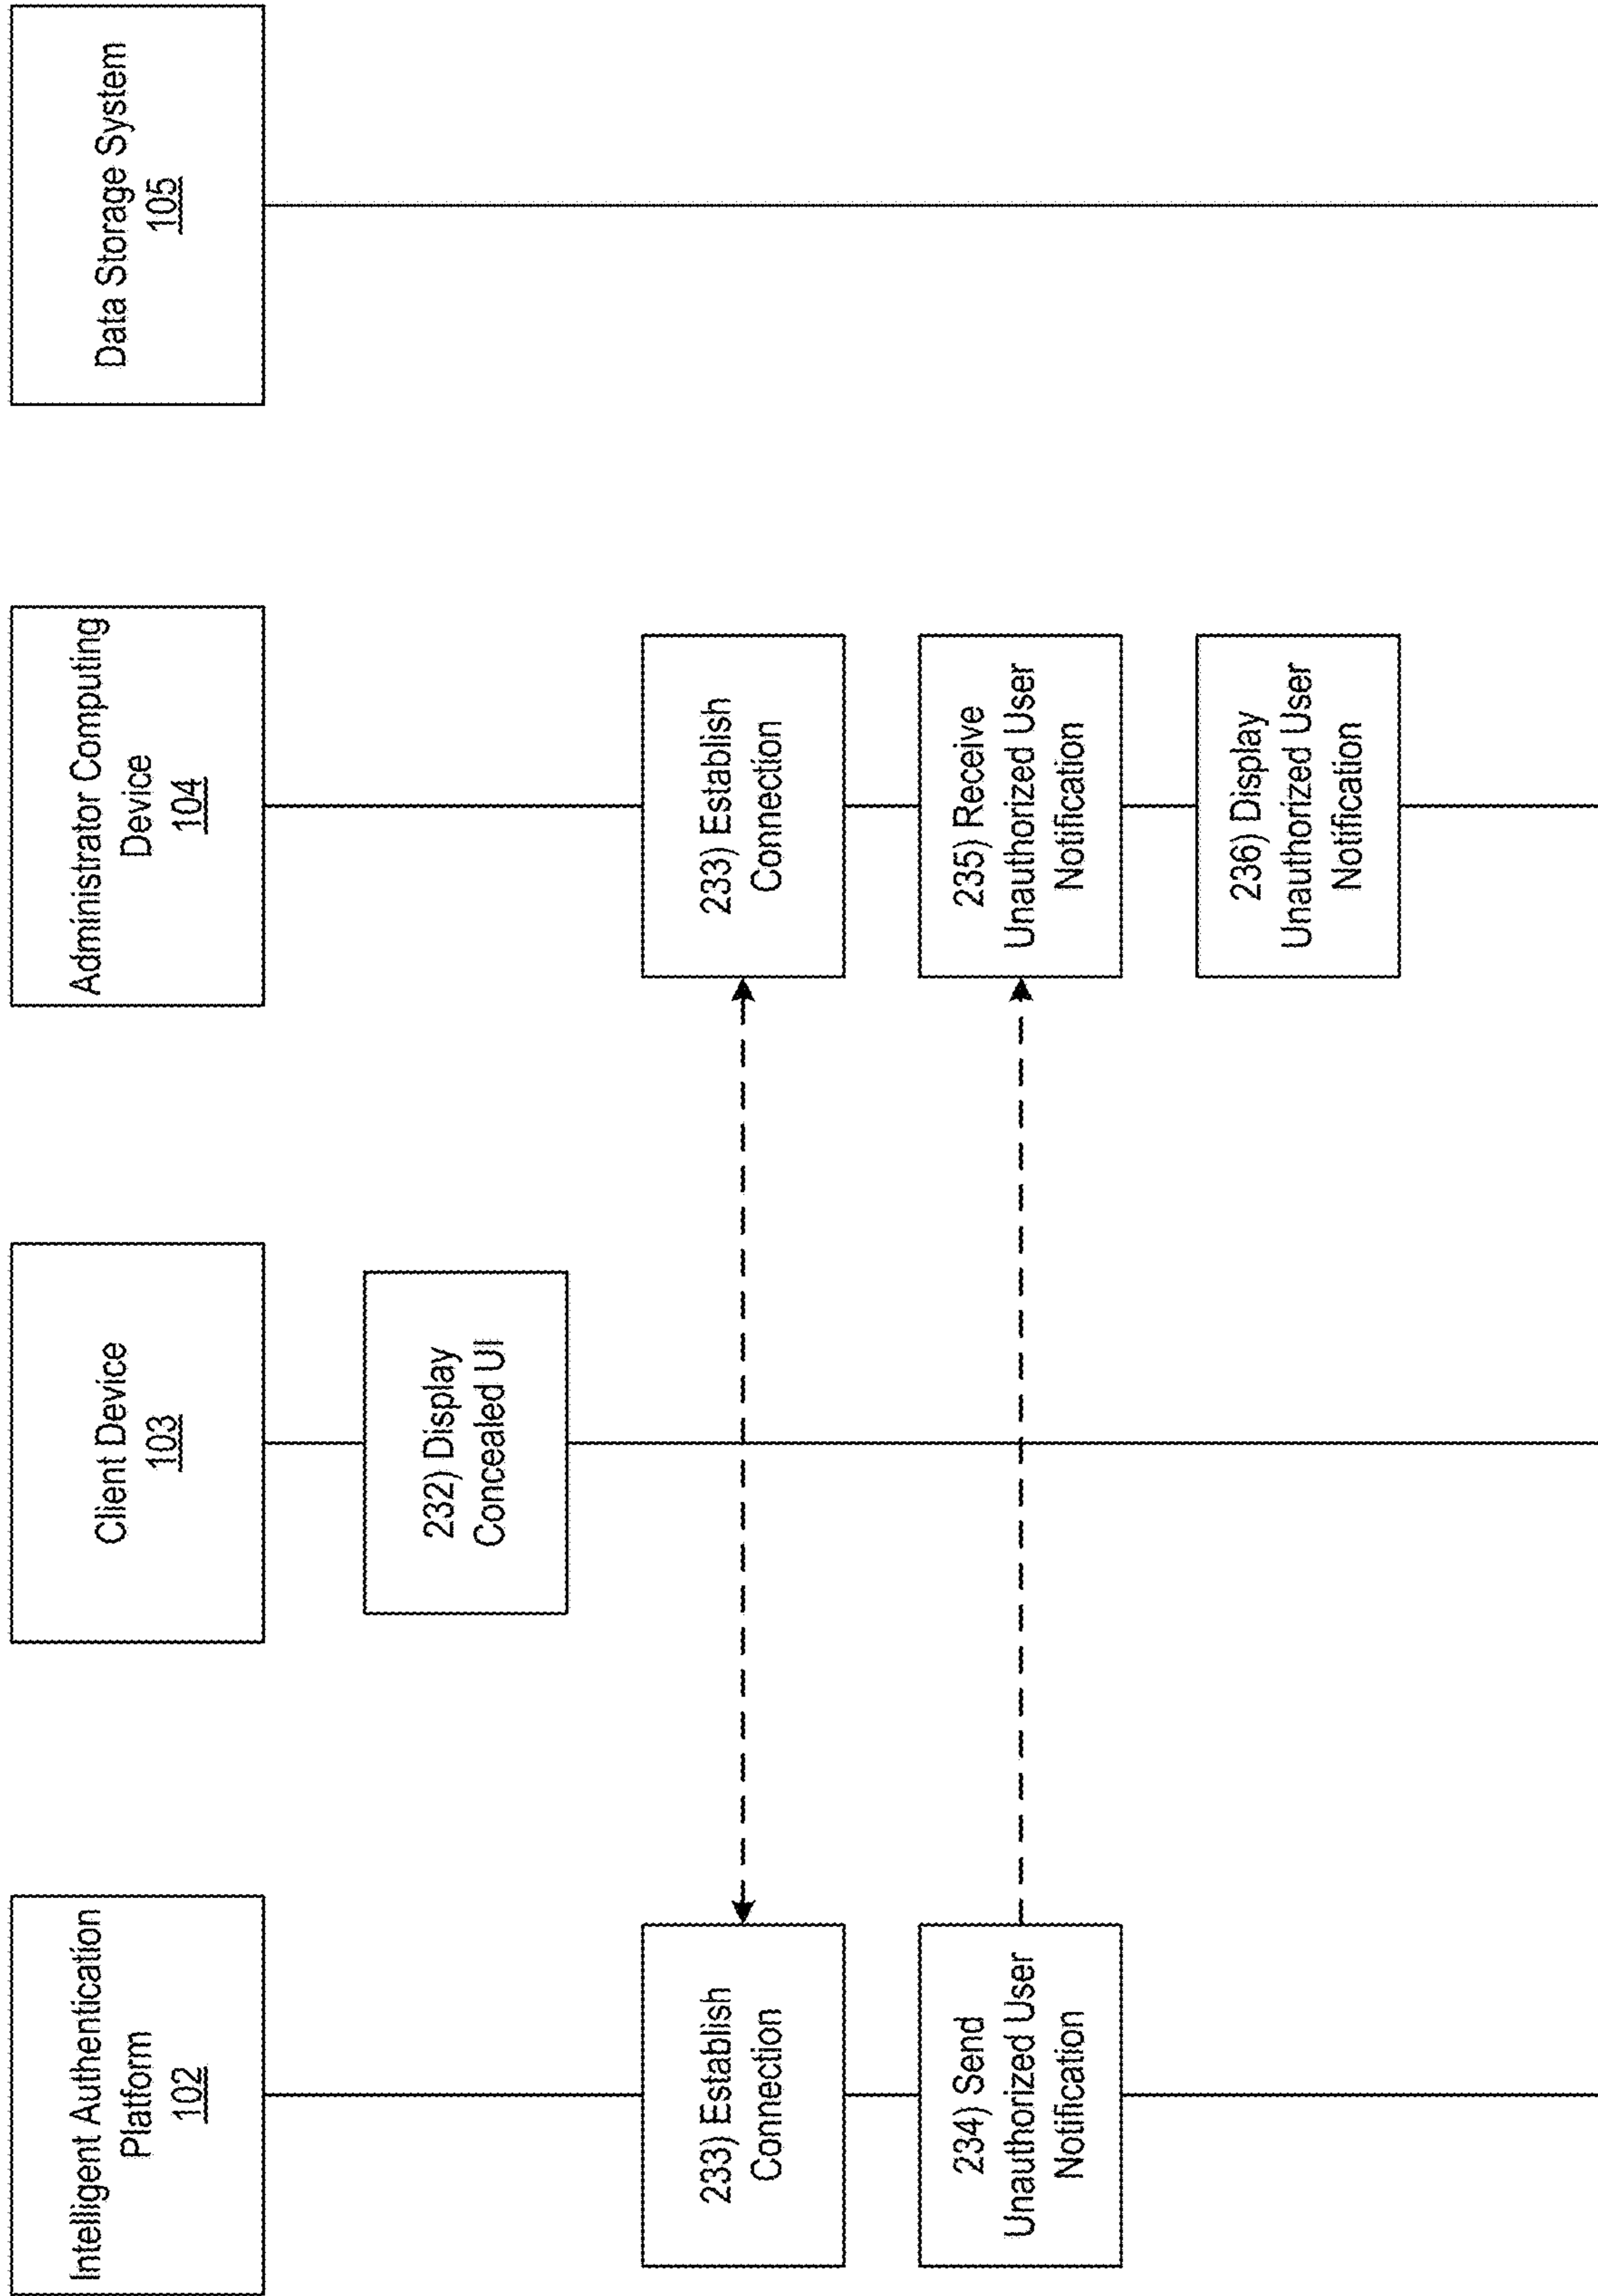 Intelligent Authentication
Platform
102
Client Device
103
Administrator Computing
Device
104
Data Storage System
105
232) Display
Concealed UI
233) Establish
Connection
233) Establish
Connection
234) Send
Unauthorized User
Notification
235) Receive
Unauthorized User
Notification
236) Display
Unauthorized User
Notification